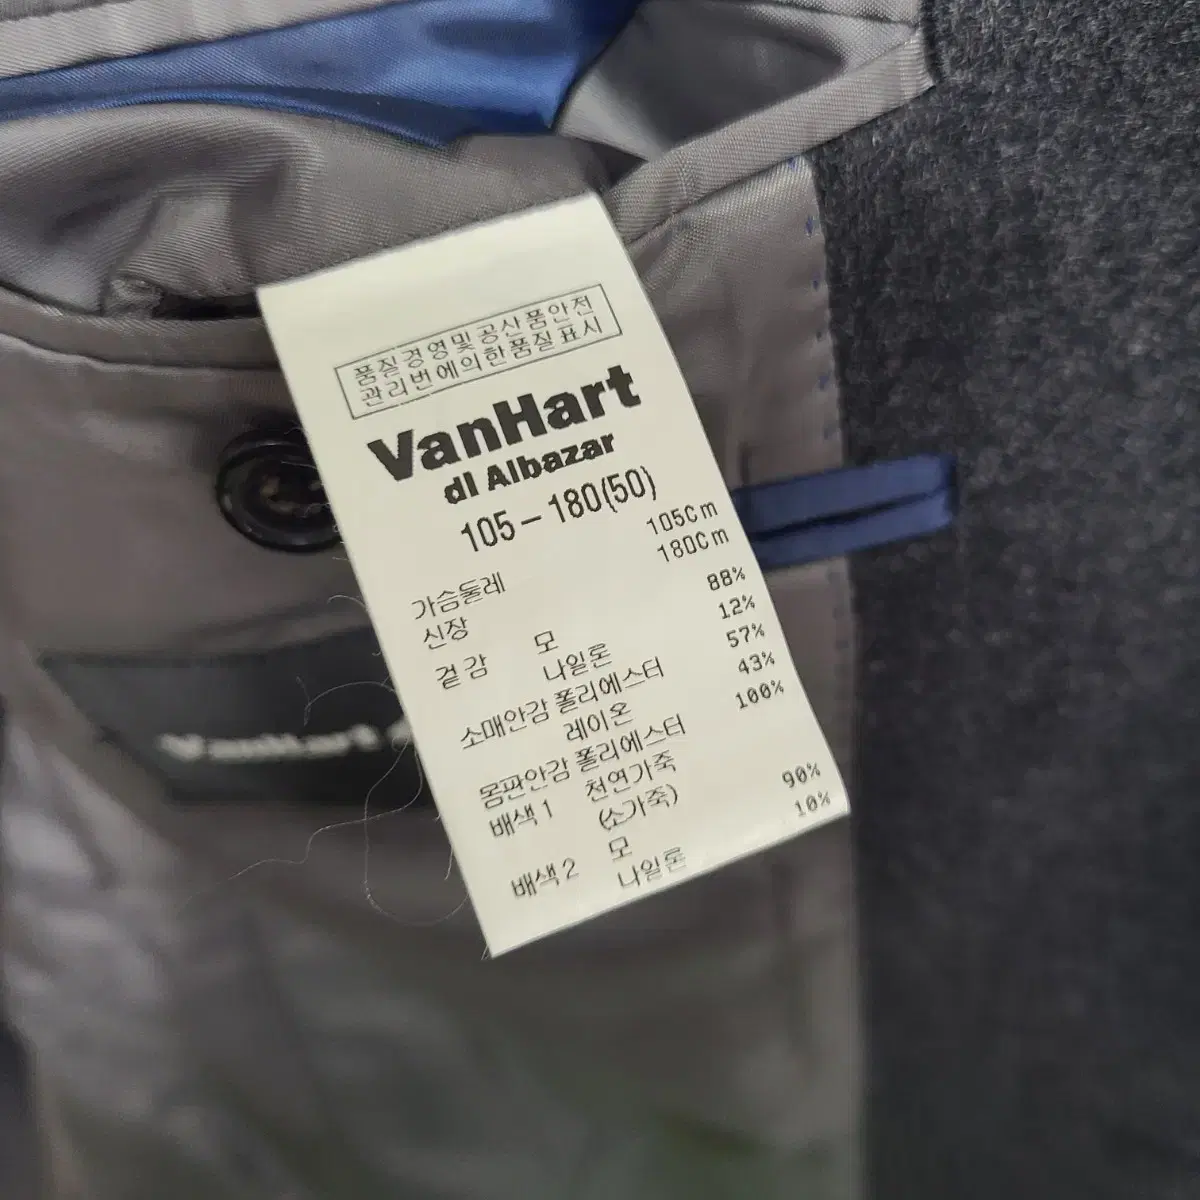 품질경영및공산품안전
관리번에의한품질표시
VanHart
dl Albazar
105-180(50)
가슴둘레 105Cm
신장 180Cm
겉감 모 88%
나일론 12%
소매안감 폴리에스터 57%
레이온 43%
몸판안감 폴리에스터 100%
배색1 천연가죽
(소가죽)
배색2 모 90%
나일론 10%
VanHart